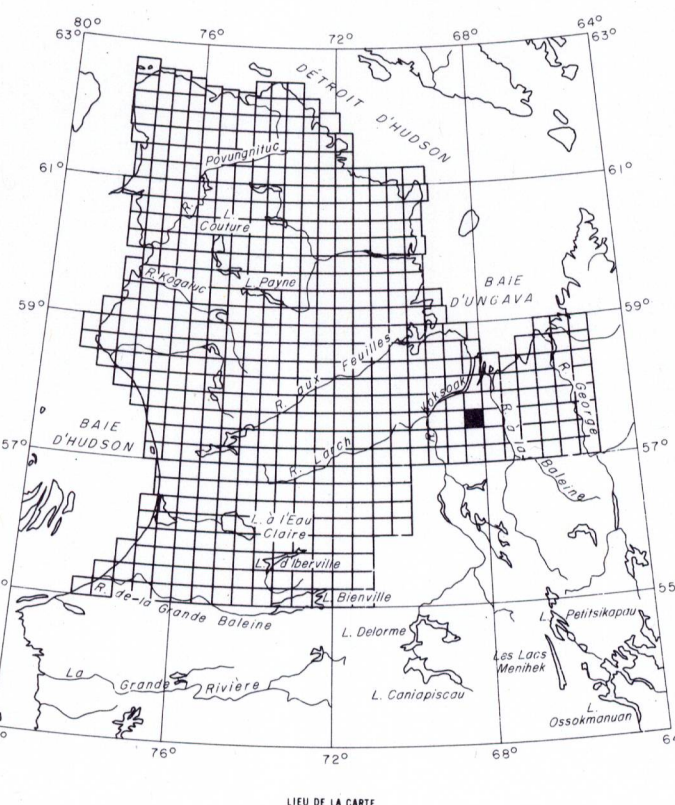 80°
76°
72°
68°
64°
63°
63°
DÉTROIT D'HUDSON
61°
61°
R. Povungnituc
L. Couture
R. Kogaluc
L. Payne
BAIE
D'UNGAVA
59°
59°
R. aux Feuilles
R. Koksoak
R. à la Baleine
R. George
BAIE
D'HUDSON
57°
57°
R. Larch
L. à l'Eau
Claire
L. d'Iberville
L. Bienville
R. de-la Grande Baleine
55
L. Petitsikapau
L. Delorme
Les Lacs
Menihek
La Grande Rivière
L. Caniapiscau
L.
Ossokmanuan
76°
72°
68°
LIEU DE LA CARTE